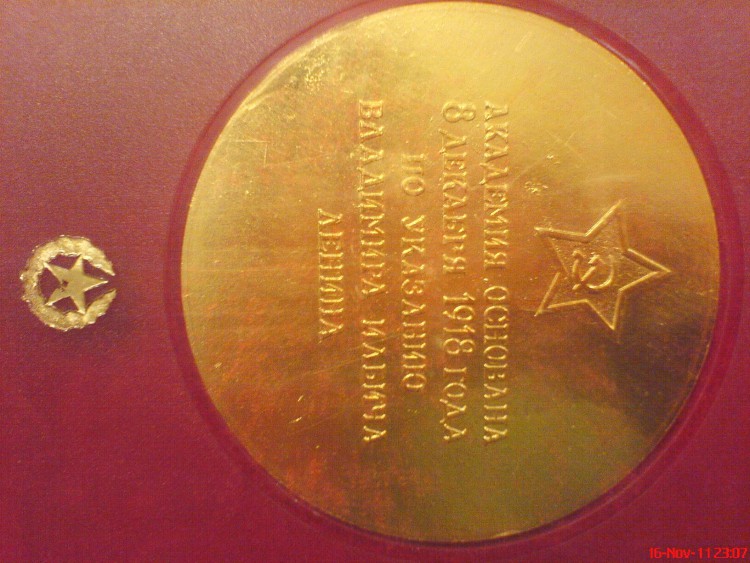 АКАДЕМИЯ ОСНОВАНА
8 ДЕКАБРЯ 1918 ГОДА
ПО УКАЗАНИЮ
ВЛАДИМИРА ИЛЬИЧА
ЛЕНИНА
16-Nov-11 23:07